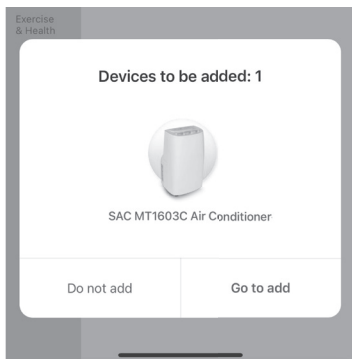 Exercise
& Health
Devices to be added: 1
SAC MT1603C Air Conditioner
Do not add
Go to add